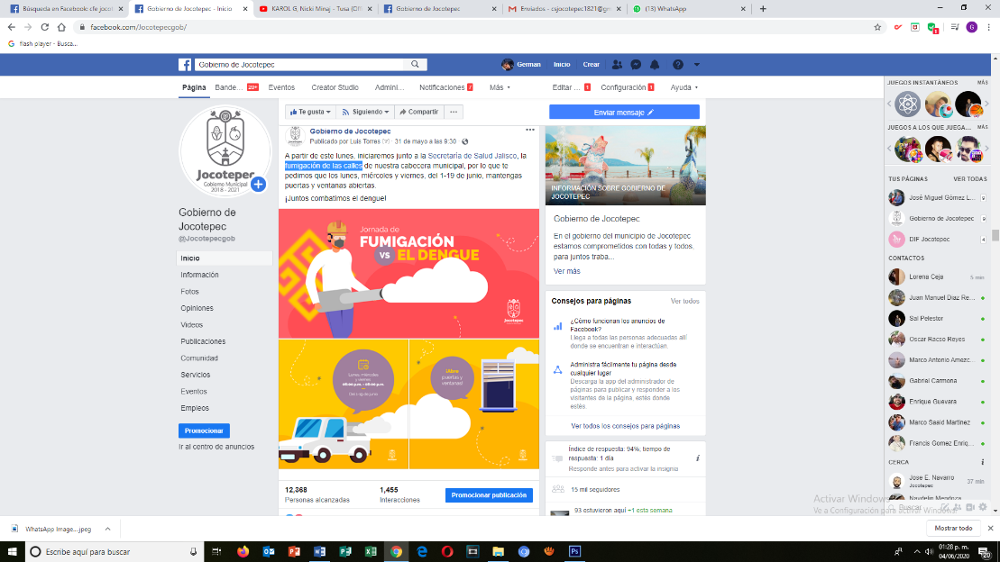 Búsqueda en Facebook: cfe jocot
Gobierno de Jocotepec - Inicio
KAROL G, Nicki Minaj - Tusa (Off
Gobierno de Jocotepec
Enviados - csjocotepec1821@gm
(13) WhatsApp
facebook.com/Jocotepecgob/
flash player - Busca...
Gobierno de Jocotepec
German
Inicio
Crear
Página
Bande...
20+
Eventos
Creator Studio
Admini...
Notificaciones
7
Más
Editar ...
1
Configuración
1
Ayuda
Te gusta
Siguiendo
Compartir
Enviar mensaje
Jocotepec
Gobierno Municipal
2018 - 2021
Gobierno de
Jocotepec
@Jocotepecgob
Inicio
Información
Fotos
Opiniones
Videos
Publicaciones
Comunidad
Servicios
Eventos
Empleos
Promocionar
Ir al centro de anuncios
Gobierno de Jocotepec
Publicado por Luis Torres [?] · 31 de mayo a las 9:30 ·
A partir de este lunes, iniciaremos junto a la Secretaría de Salud Jalisco, la
fumigación de las calles de nuestra cabecera municipal, por lo que te
pedimos que los lunes, miércoles y viernes, del 1-19 de junio, mantengas
puertas y ventanas abiertas.
¡Juntos combatimos el dengue!
Jornada de
FUMIGACIÓN
VS EL DENGUE
Jocotepec
Lunes, miércoles
y viernes
Del 1-19 de junio
¡Abre
puertas y
ventanas!
12,368
Personas alcanzadas
1,455
Interacciones
Promocionar publicación
INFORMACIÓN SOBRE GOBIERNO DE
JOCOTEPEC
Gobierno de Jocotepec
En el gobierno del municipio de Jocotepec
estamos comprometidos con todas y todos,
para juntos traba...
Ver más
Consejos para páginas
Ver todos
¿Cómo funcionan los anuncios de
Facebook?
Llega a todas las personas adecuadas allí
donde se encuentran e interactúan.
Administra fácilmente tu página desde
cualquier lugar
Descarga la app del administrador de
páginas para publicar y responder a los
visitantes de la página, estés donde
estés.
Ver todos los consejos para páginas
Índice de respuesta: 94%, tiempo de
respuesta: 1 día
Responde antes para activar la insignia
15 mil seguidores
93 estuvieron aquí +1 esta semana
JUEGOS INSTANTÁNEOS
MÁS
JUEGOS A LOS QUE JUEGA...
MÁS
TUS PÁGINAS
VER TODAS
José Miguel Gómez L...
9
Gobierno de Jocotepec
9
DIF Jocotepec
4
CONTACTOS
Lorena Ceja
5 min
Juan Manuel Diaz Re...
Sal Pelestor
Oscar Racso Reyes
Marco Antonio Amezc...
Gabriel Carmona
Enrique Guevara
Marco Saaid Martinez
Francis Gomez Enriq...
CERCA
Jose E. Navarro
Jocotepec
37 min
Naydelin Mendoza
Buscar
Activar Windows
Ve a Configuración para activar Windows.
WhatsApp Image....jpeg
Mostrar todo
Escribe aquí para buscar
01:28 p. m.
04/06/2020
20